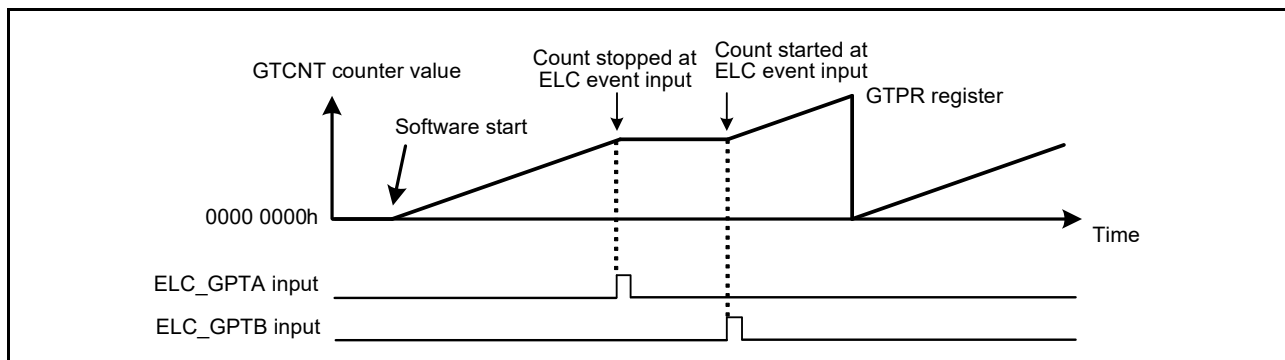 Count stopped at
ELC event input
Count started at
ELC event input
GTCNT counter value
GTPR register
Software start
0000 0000h
Time
ELC_GPTA input
ELC_GPTB input